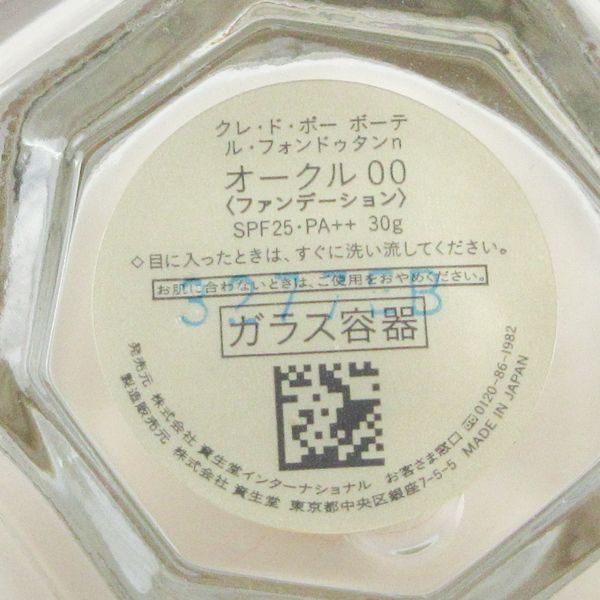 クレ・ド・ポー ボーテ
ル・フォンドゥタンn
オークル 00
〈ファンデーション〉
SPF25・PA++ 30g
◇目に入ったときは、すぐに洗い流してください。
お肌に合わないときは、ご使用をおやめください。
ガラス容器
発売元 株式会社 資生堂インターナショナル お客さま窓口 0120-86-1982
製造販売元 株式会社 資生堂 東京都中央区銀座7-5-5 MADE IN JAPAN